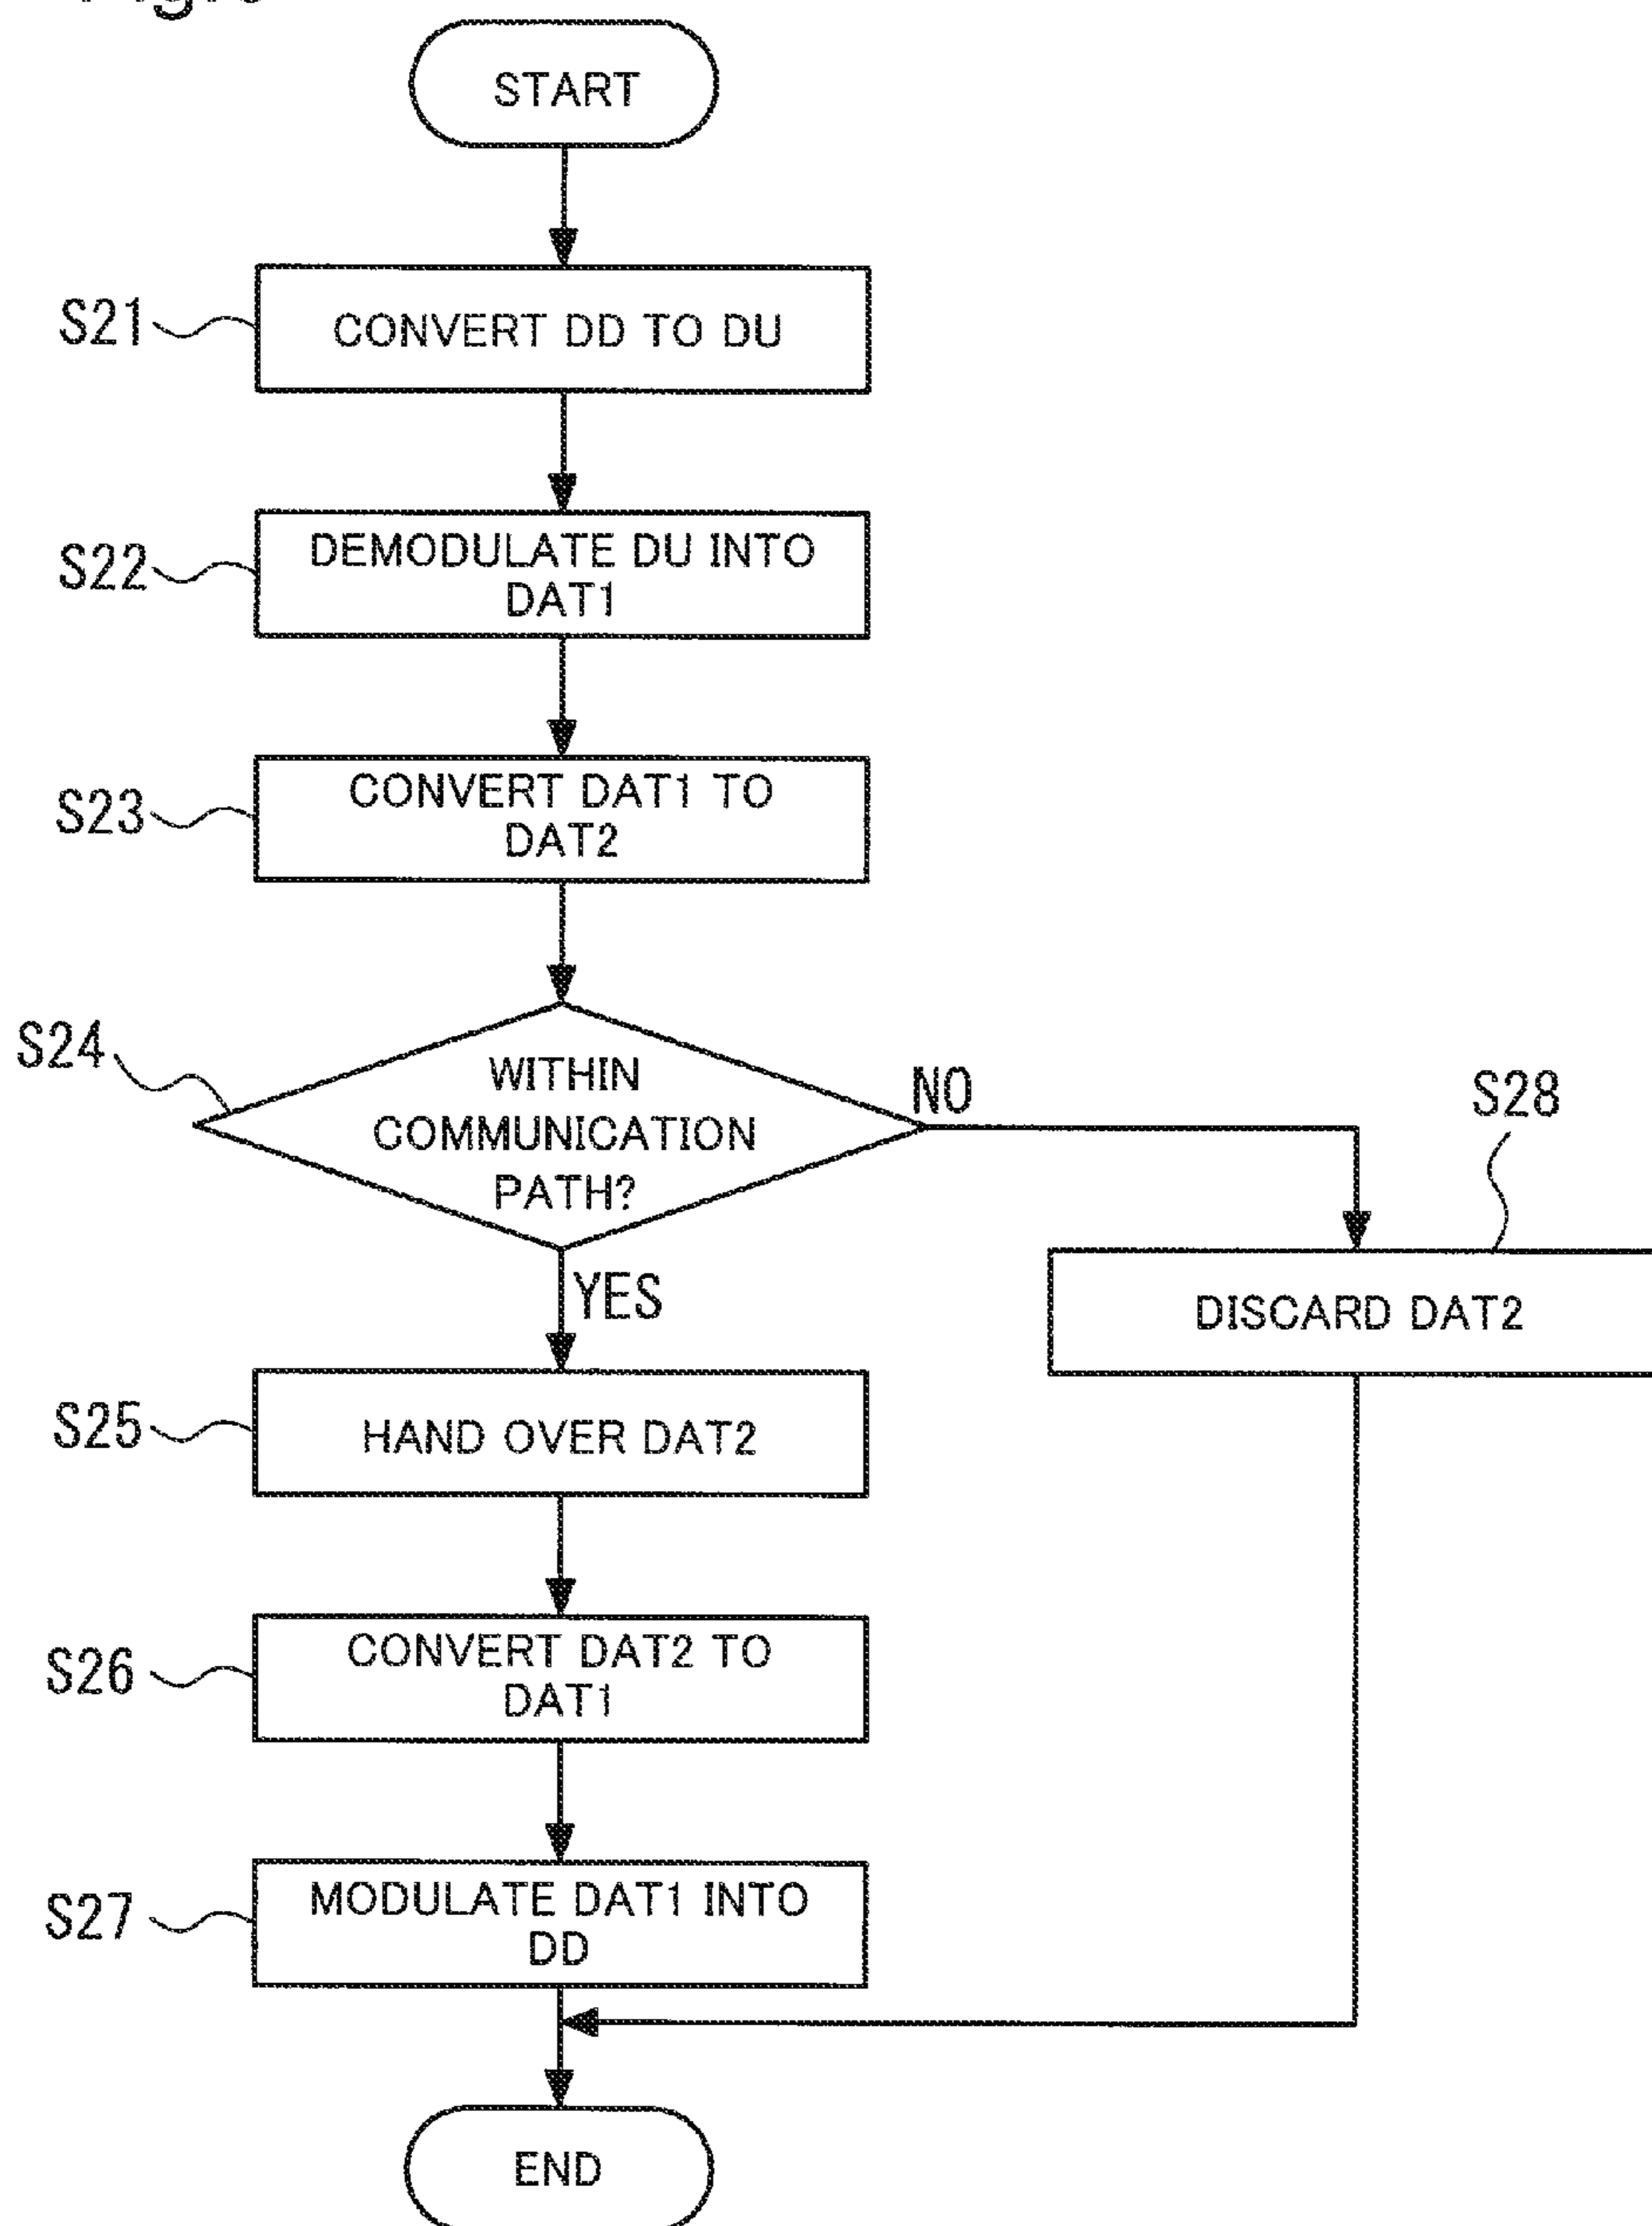 START
S21
CONVERT DD TO DU
S22
DEMODULATE DU INTO
DAT1
S23
CONVERT DAT1 TO
DAT2
S24
WITHIN
COMMUNICATION
PATH?
NO
S28
DISCARD DAT2
YES
S25
HAND OVER DAT2
S26
CONVERT DAT2 TO
DAT1
S27
MODULATE DAT1 INTO
DD
END